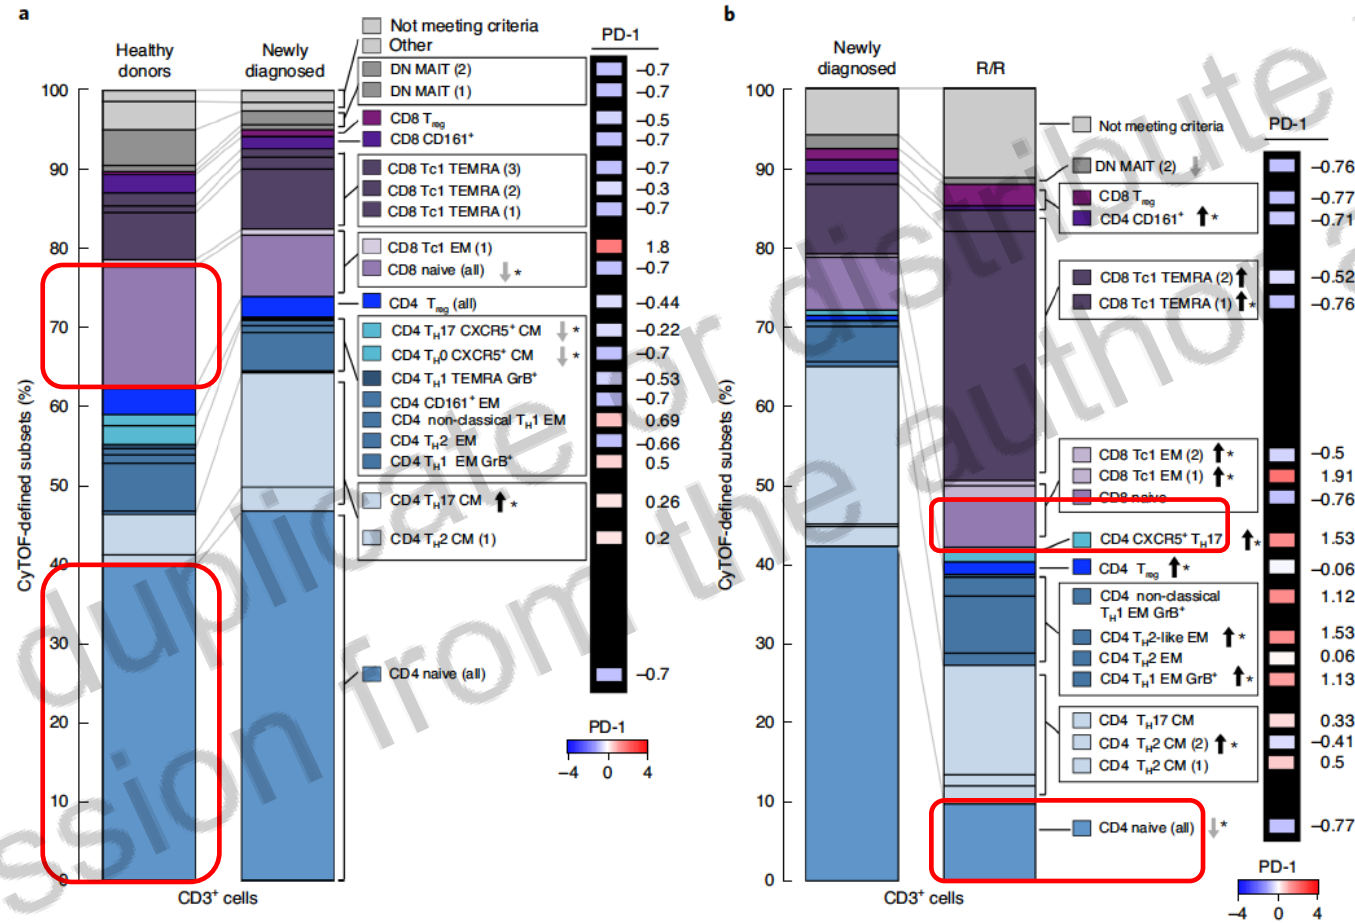 a
Healthy donors
Newly diagnosed
Not meeting criteria
Other
DN MAIT (2)
DN MAIT (1)
CD8 Treg
CD8 CD161+
CD8 Tc1 TEMRA (3)
CD8 Tc1 TEMRA (2)
CD8 Tc1 TEMRA (1)
CD8 Tc1 EM (1)
CD8 naive (all) ↓*
CD4 Treg (all)
CD4 TH17 CXCR5+ CM ↓*
CD4 TH0 CXCR5+ CM ↓*
CD4 TH1 TEMRA GrB+
CD4 CD161+ EM
CD4 non-classical TH1 EM
CD4 TH2 EM
CD4 TH1 EM GrB+
CD4 TH17 CM ↑*
CD4 TH2 CM (1)
CD4 naive (all)
PD-1
–0.7
–0.7
–0.5
–0.7
–0.7
–0.3
–0.7
1.8
–0.7
–0.44
–0.22
–0.7
–0.53
–0.7
0.69
–0.66
0.5
0.26
0.2
–0.7
PD-1
–4 0 4
CyTOF-defined subsets (%)
100
90
80
70
60
50
40
30
20
10
0
CD3+ cells
b
Newly diagnosed
R/R
Not meeting criteria
DN MAIT (2) ↓
CD8 Treg
CD4 CD161+ ↑*
CD8 Tc1 TEMRA (2) ↑
CD8 Tc1 TEMRA (1) ↑*
CD8 Tc1 EM (2) ↑*
CD8 Tc1 EM (1) ↑*
CD8 naive
CD4 CXCR5+ TH17 ↑*
CD4 Treg ↑*
CD4 non-classical
TH1 EM GrB+
CD4 TH2-like EM ↑*
CD4 TH2 EM
CD4 TH1 EM GrB+ ↑*
CD4 TH17 CM
CD4 TH2 CM (2) ↑*
CD4 TH2 CM (1)
CD4 naive (all) ↓*
PD-1
–0.76
–0.77
–0.71
–0.52
–0.76
–0.5
1.91
–0.76
1.53
–0.06
1.12
1.53
0.06
1.13
0.33
–0.41
0.5
–0.77
PD-1
–4 0 4
CyTOF-defined subsets (%)
100
90
80
70
60
50
40
30
20
10
0
CD3+ cells
duplicate or distribute
ssion from the author